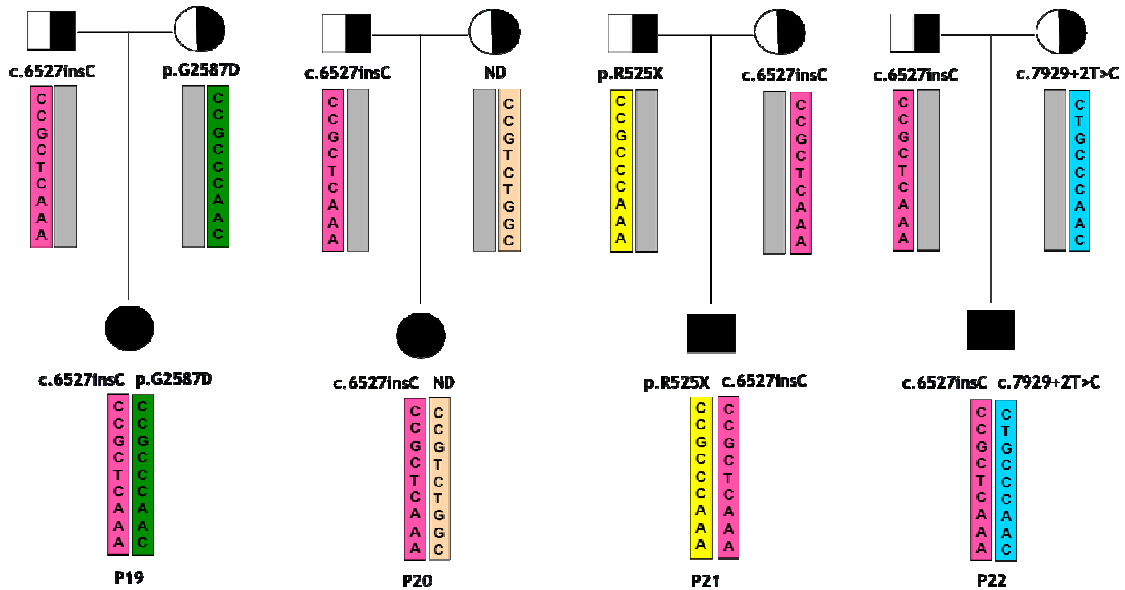 c.6527insC p.G2587D c.6527insC ND p.R525X c.6527insC c.6527insC c.7929+2T>C
CCGCTCAAA
CCGCCCAAC
CCGCTCAAA
CCGTCTGGC
CCGCCCAAA
CCGCTCAAA
CCGCTCAAA
CTGCCCAAC
c.6527insC p.G2587D c.6527insC ND p.R525X c.6527insC c.6527insC c.7929+2T>C
CCGCTCAAA
CCGCCCAAC
CCGCTCAAA
CCGTCTGGC
CCGCCCAAA
CCGCTCAAA
CCGCTCAAA
CTGCCCAAC
P19 P20 P21 P22